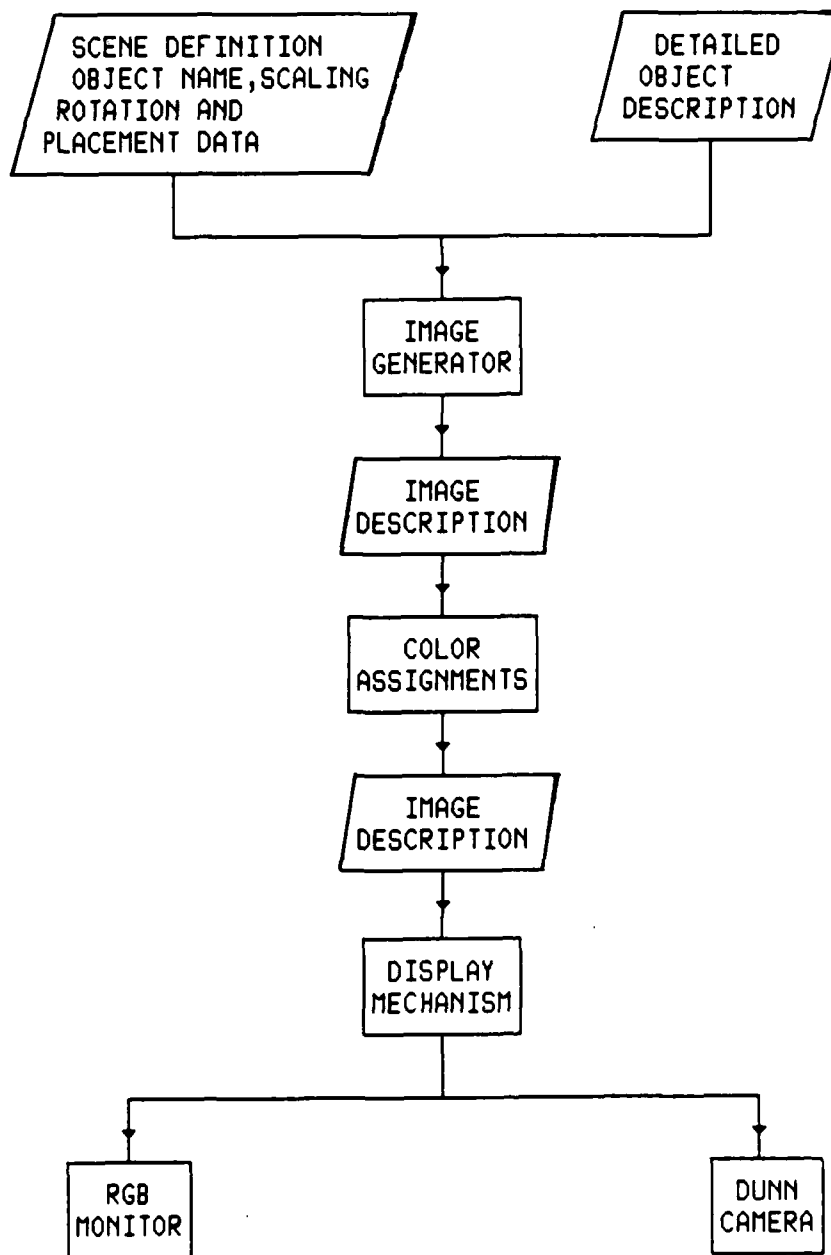 SCENE DEFINITION
OBJECT NAME,SCALING
ROTATION AND
PLACEMENT DATA
DETAILED
OBJECT
DESCRIPTION
IMAGE
GENERATOR
IMAGE
DESCRIPTION
COLOR
ASSIGNMENTS
IMAGE
DESCRIPTION
DISPLAY
MECHANISM
RGB
MONITOR
DUNN
CAMERA